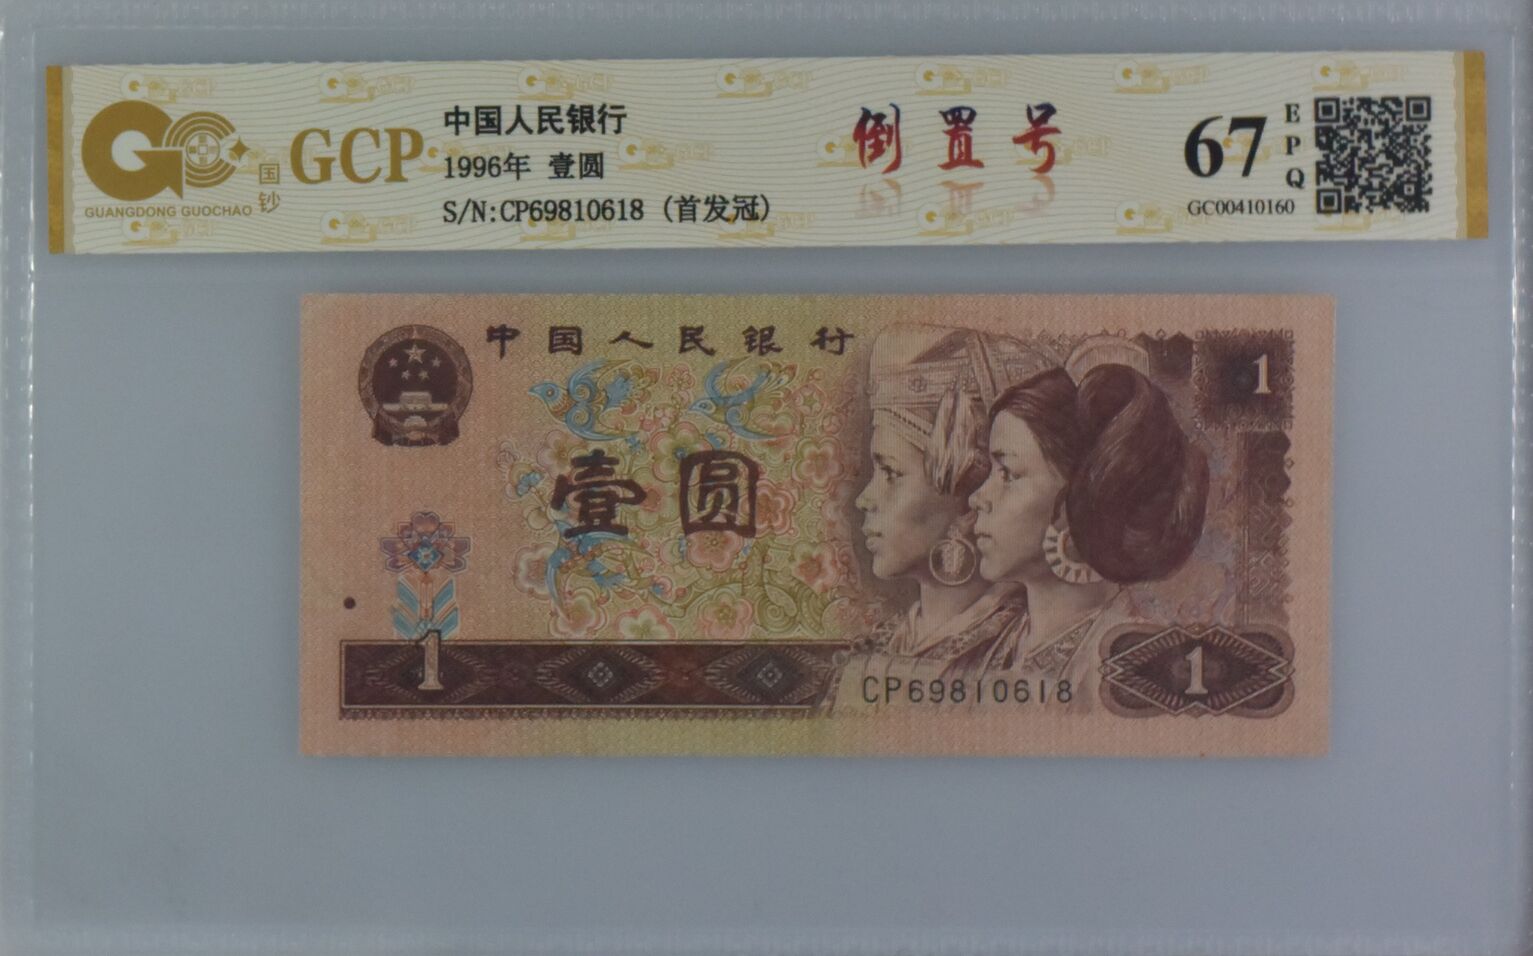 GCP
国钞
GUANGDONG GUOCHAO
中国人民银行
1996年 壹圆
S/N:CP69810618 (首发冠)
倒置号
67
EPQ
GC00410160
中国人民银行
1
壹圆
1
CP69810618
1